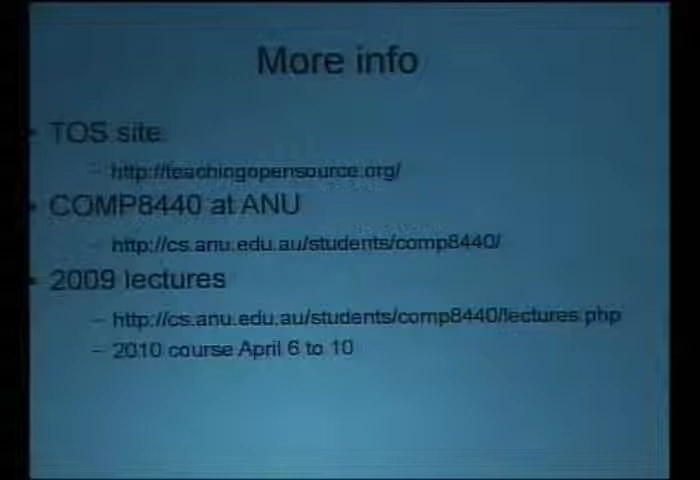 More info
• TOS site:
– http://teachingopensource.org/
• COMP8440 at ANU
– http://cs.anu.edu.au/students/comp8440/
• 2009 lectures
– http://cs.anu.edu.au/students/comp8440/lectures.php
– 2010 course April 6 to 10